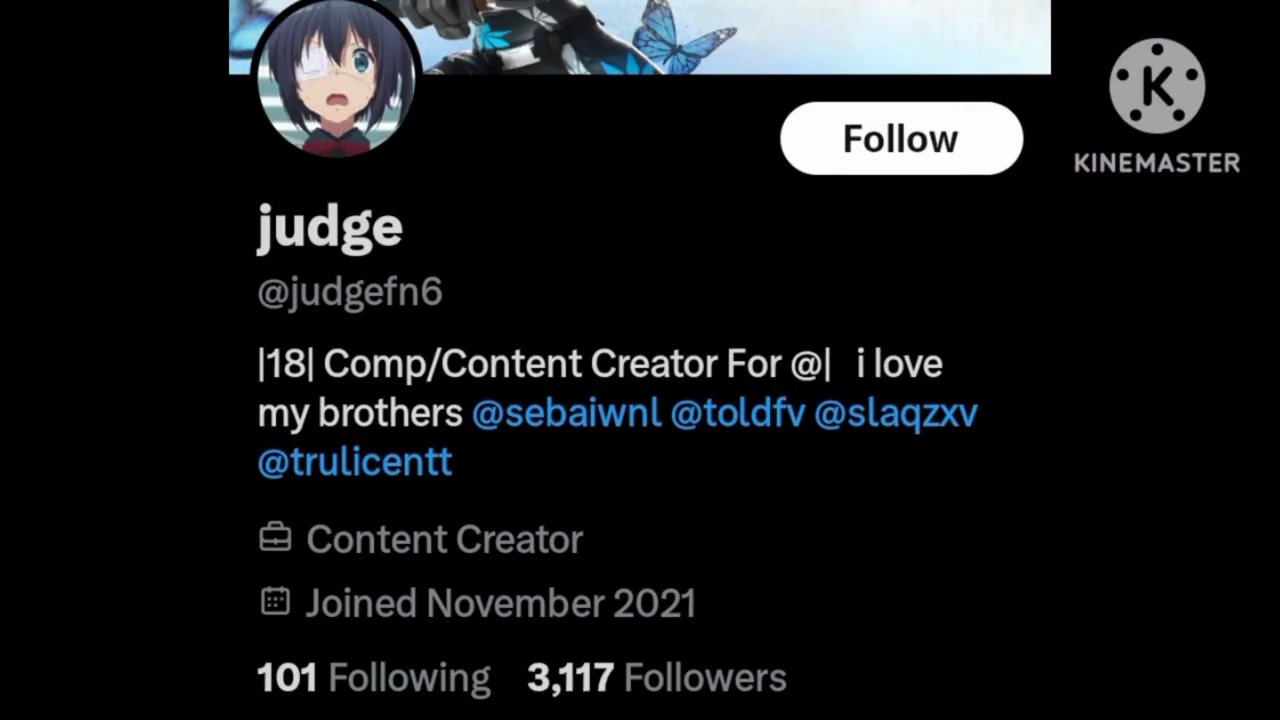 Follow
K
KINEMASTER
judge
@judgefn6
|18| Comp/Content Creator For @|   i love
my brothers @sebaiwnl @toldfv @slaqzxv
@trulicentt
Content Creator
Joined November 2021
101 Following   3,117 Followers